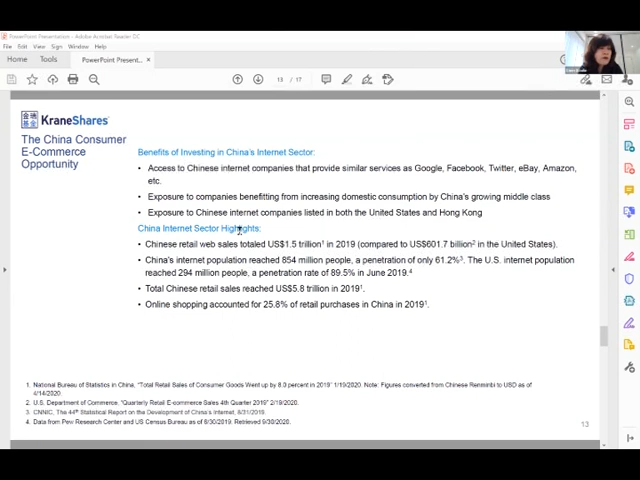 PowerPoint Presentation - Adobe Acrobat Reader DC
File Edit View Sign Window Help
Home Tools PowerPoint Present... ×
13 / 17
金瑞
基金 KraneShares
The China Consumer
E-Commerce
Opportunity
Benefits of Investing in China's Internet Sector:
• Access to Chinese internet companies that provide similar services as Google, Facebook, Twitter, eBay, Amazon,
etc.
• Exposure to companies benefitting from increasing domestic consumption by China's growing middle class
• Exposure to Chinese internet companies listed in both the United States and Hong Kong
China Internet Sector Highlights:
• Chinese retail web sales totaled US$1.5 trillion1 in 2019 (compared to US$601.7 billion2 in the United States).
• China's internet population reached 854 million people, a penetration of only 61.2%3. The U.S. internet population
reached 294 million people, a penetration rate of 89.5% in June 2019.4
• Total Chinese retail sales reached US$5.8 trillion in 20191.
• Online shopping accounted for 25.8% of retail purchases in China in 20191.
1. National Bureau of Statistics in China, "Total Retail Sales of Consumer Goods Went up by 8.0 percent in 2019" 1/19/2020. Note: Figures converted from Chinese Renminbi to USD as of
4/14/2020.
2. U.S. Department of Commerce. "Quarterly Retail E-commerce Sales 4th Quarter 2019" 2/19/2020.
3. CNNIC, The 44th Statistical Report on the Development of China's Internet, 8/31/2019.
4. Data from Pew Research Center and US Census Bureau as of 6/30/2019. Retrieved 9/30/2020.
13